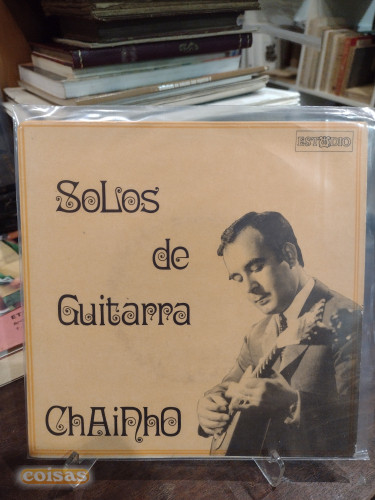 ESTÚDIO
SoLos
de
Guitarra
ChAiNhO
coisas